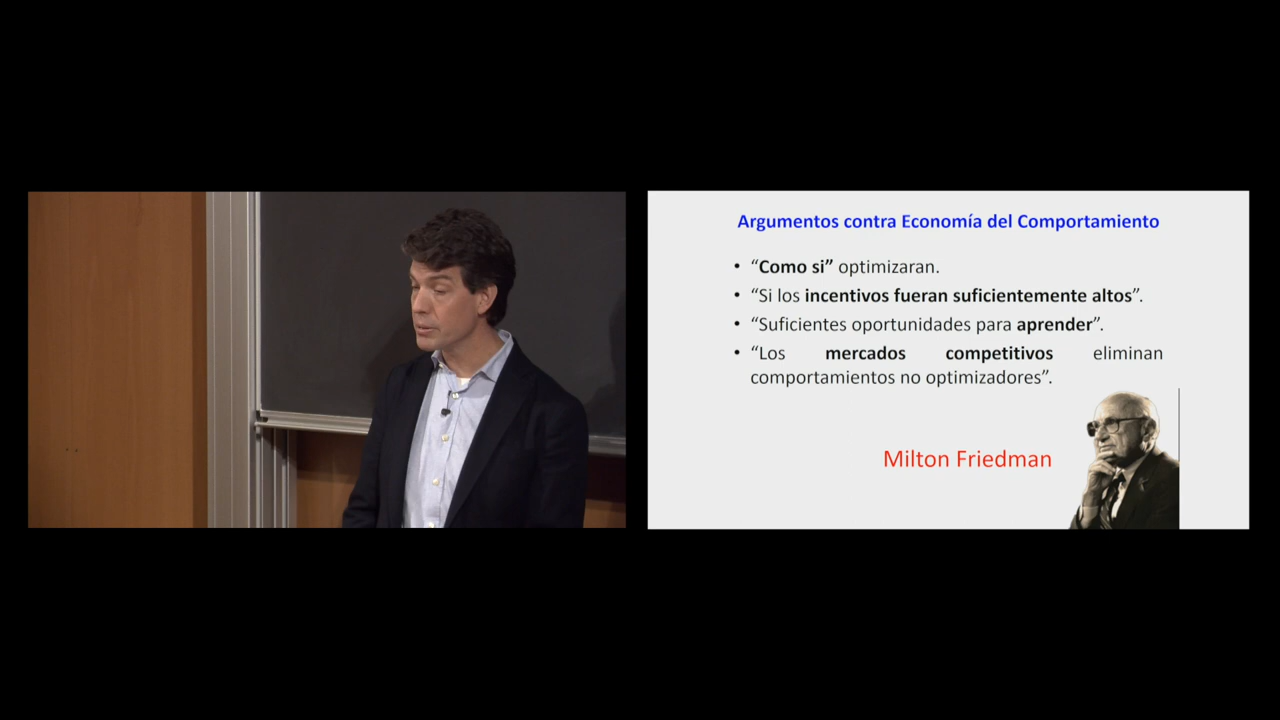 Argumentos contra Economía del Comportamiento
• “Como si” optimizaran.
• “Si los incentivos fueran suficientemente altos”.
• “Suficientes oportunidades para aprender”.
• “Los mercados competitivos eliminan
comportamientos no optimizadores”.
Milton Friedman